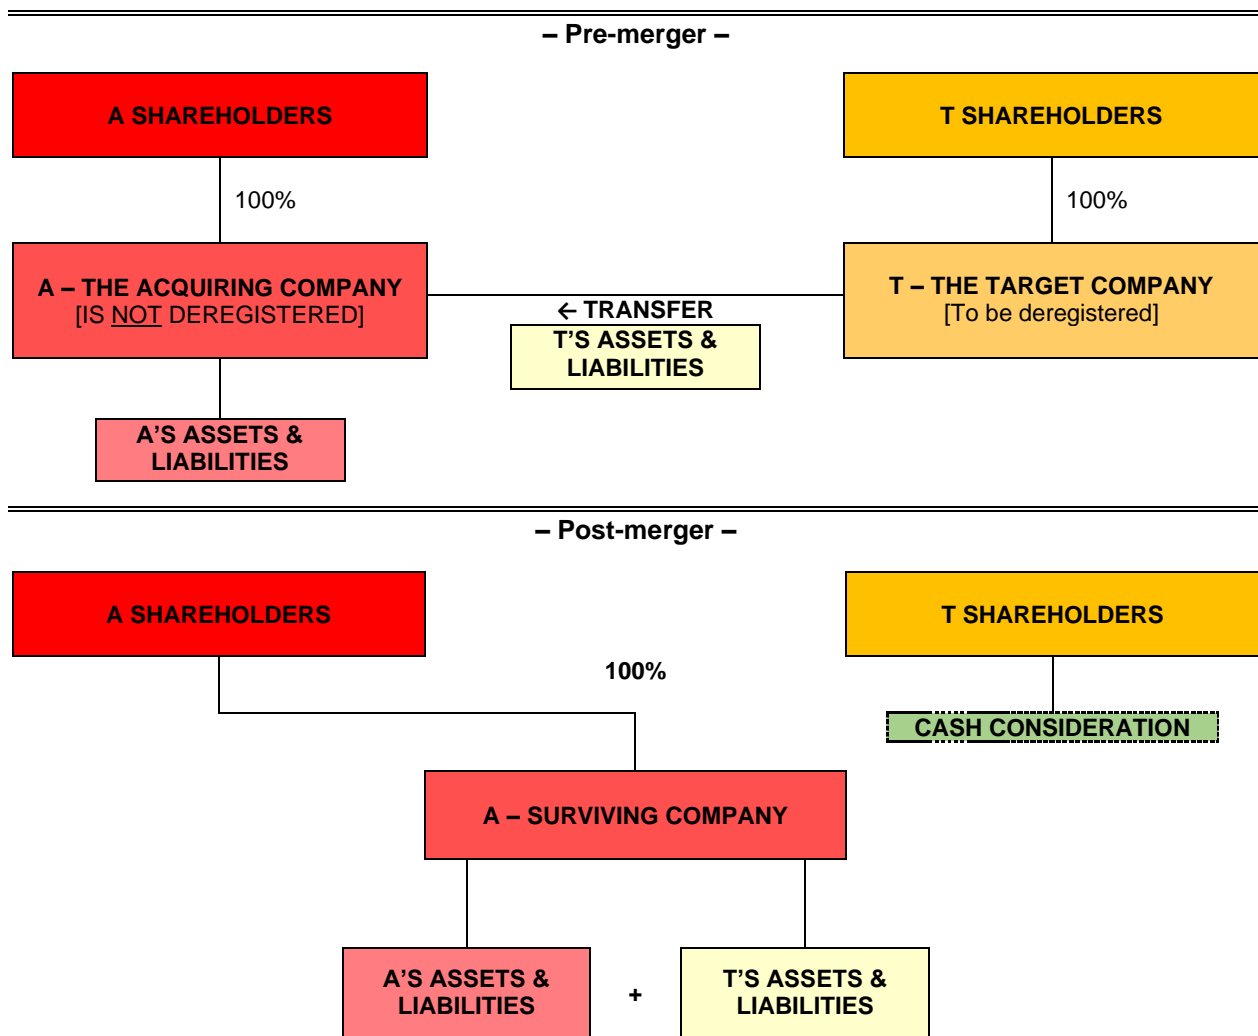 – Pre-merger –
A SHAREHOLDERS
T SHAREHOLDERS
100%
100%
A – THE ACQUIRING COMPANY
[IS NOT DEREGISTERED]
T – THE TARGET COMPANY
[To be deregistered]
← TRANSFER
T'S ASSETS &
LIABILITIES
A'S ASSETS &
LIABILITIES
– Post-merger –
A SHAREHOLDERS
T SHAREHOLDERS
100%
CASH CONSIDERATION
A – SURVIVING COMPANY
A'S ASSETS &
LIABILITIES
+
T'S ASSETS &
LIABILITIES